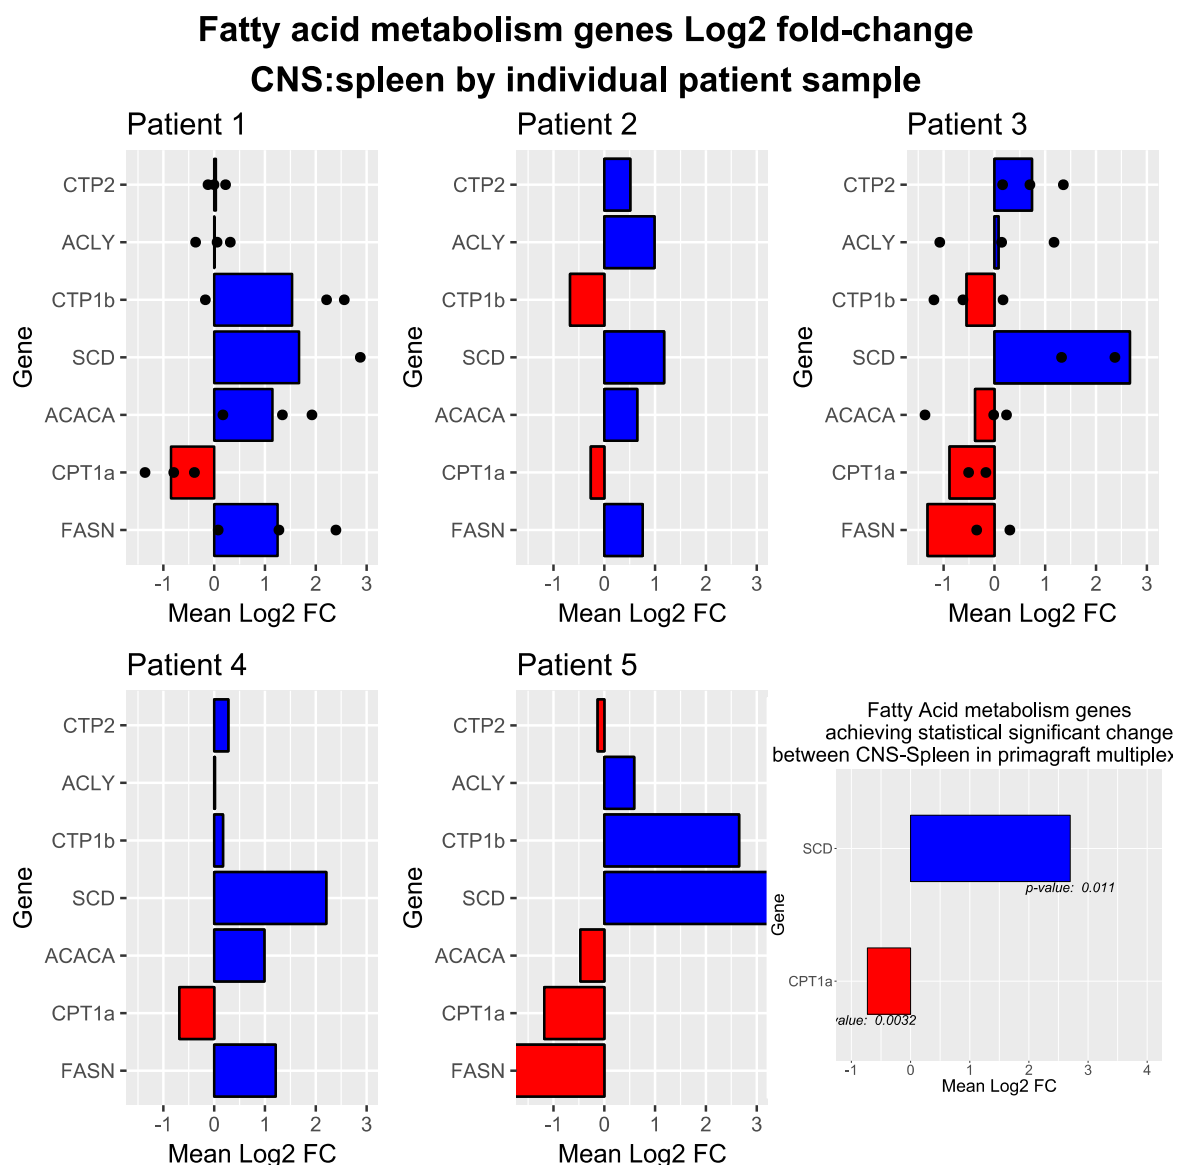 Fatty acid metabolism genes Log2 fold-change
CNS:spleen by individual patient sample
Patient 1
Gene
CTP2
ACLY
CTP1b
SCD
ACACA
CPT1a
FASN
-1 0 1 2 3
Mean Log2 FC
Patient 2
Gene
CTP2
ACLY
CTP1b
SCD
ACACA
CPT1a
FASN
-1 0 1 2 3
Mean Log2 FC
Patient 3
Gene
CTP2
ACLY
CTP1b
SCD
ACACA
CPT1a
FASN
-1 0 1 2 3
Mean Log2 FC
Patient 4
Gene
CTP2
ACLY
CTP1b
SCD
ACACA
CPT1a
FASN
-1 0 1 2 3
Mean Log2 FC
Patient 5
Gene
CTP2
ACLY
CTP1b
SCD
ACACA
CPT1a
FASN
-1 0 1 2 3
Mean Log2 FC
Fatty Acid metabolism genes
achieving statistical significant change
between CNS-Spleen in primagraft multiplex
Gene
SCD
p-value: 0.011
CPT1a
value: 0.0032
-1 0 1 2 3 4
Mean Log2 FC